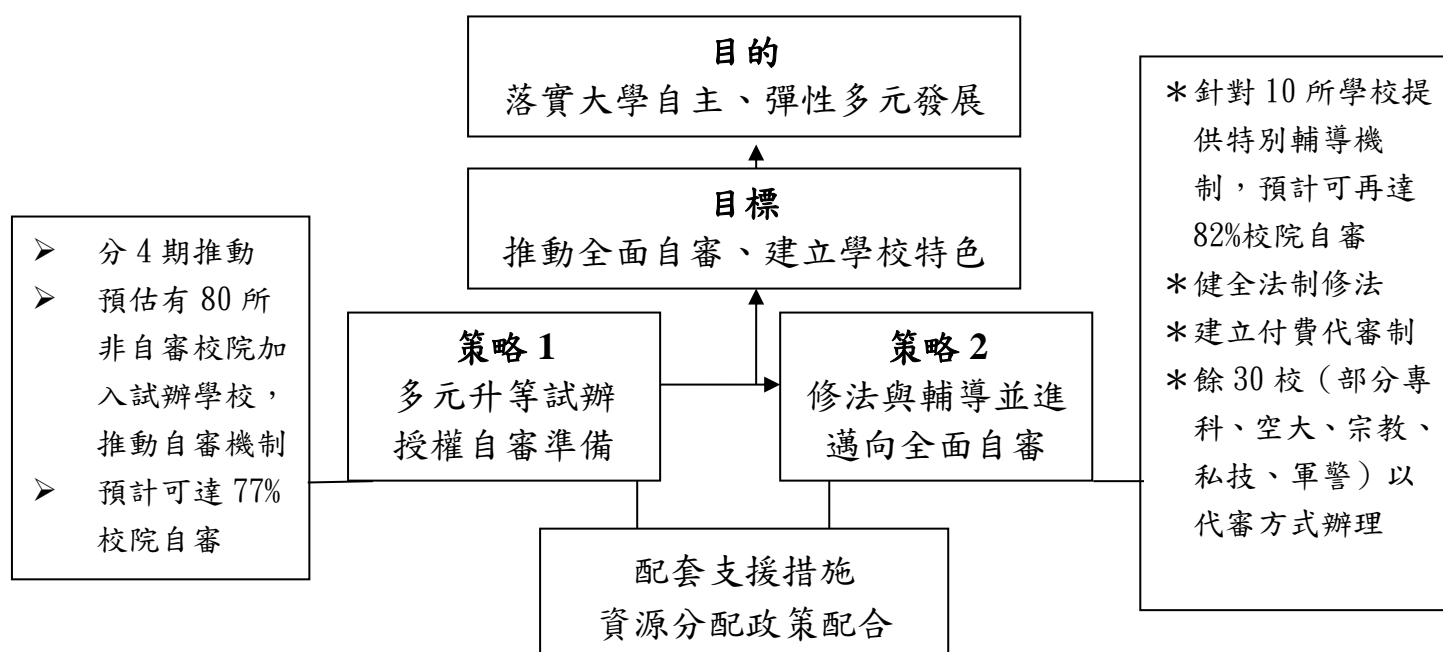 目的
落實大學自主、彈性多元發展
目標
推動全面自審、建立學校特色
➢ 分 4 期推動
➢ 預估有 80 所
非自審校院加
入試辦學校，
推動自審機制
➢ 預計可達 77%
校院自審
策略 1
多元升等試辦
授權自審準備
策略 2
修法與輔導並進
邁向全面自審
＊針對 10 所學校提
供特別輔導機
制，預計可再達
82%校院自審
＊健全法制修法
＊建立付費代審制
＊餘 30 校（部分專
科、空大、宗教、
私技、軍警）以
代審方式辦理
配套支援措施
資源分配政策配合